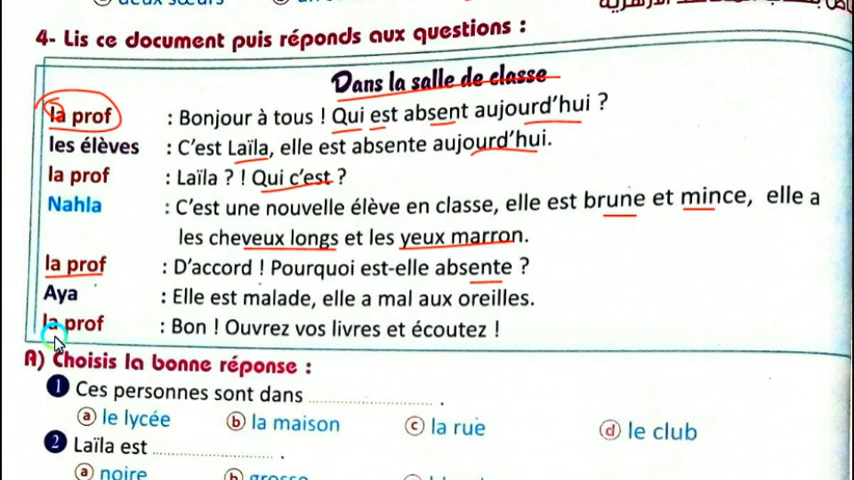 4- Lis ce document puis réponds aux questions :
Dans la salle de classe
la prof : Bonjour à tous ! Qui est absent aujourd'hui ?
les élèves : C'est Laïla, elle est absente aujourd'hui.
la prof : Laïla ? ! Qui c'est ?
Nahla : C'est une nouvelle élève en classe, elle est brune et mince, elle a
les cheveux longs et les yeux marron.
la prof : D'accord ! Pourquoi est-elle absente ?
Aya : Elle est malade, elle a mal aux oreilles.
la prof : Bon ! Ouvrez vos livres et écoutez !
A) Choisis la bonne réponse :
1 Ces personnes sont dans .................... .
a le lycée b la maison c la rue d le club
2 Laïla est .................... .
a noire b grosse